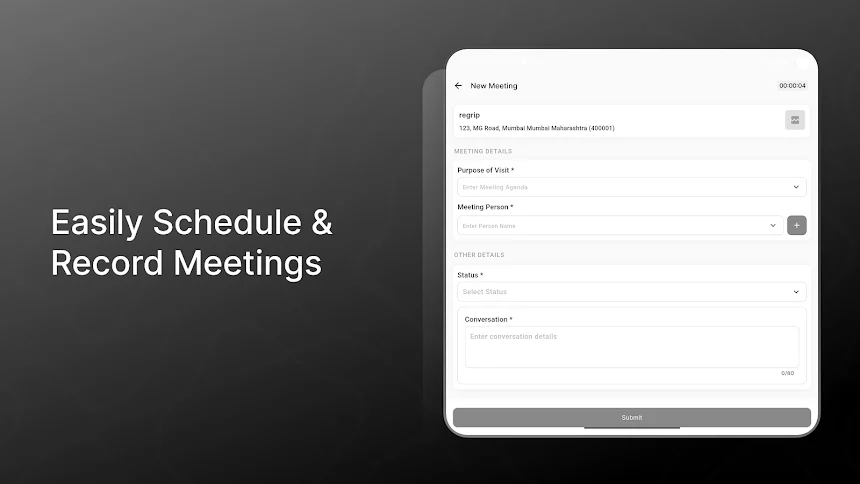 Easily Schedule &
Record Meetings
New Meeting
00:00:04
regrip
123, MG Road, Mumbai Mumbai Maharashtra (400001)
MEETING DETAILS
Purpose of Visit *
Enter Meeting Agenda
Meeting Person *
Enter Person Name
+
OTHER DETAILS
Status *
Select Status
Conversation *
Enter conversation details
0/60
Submit